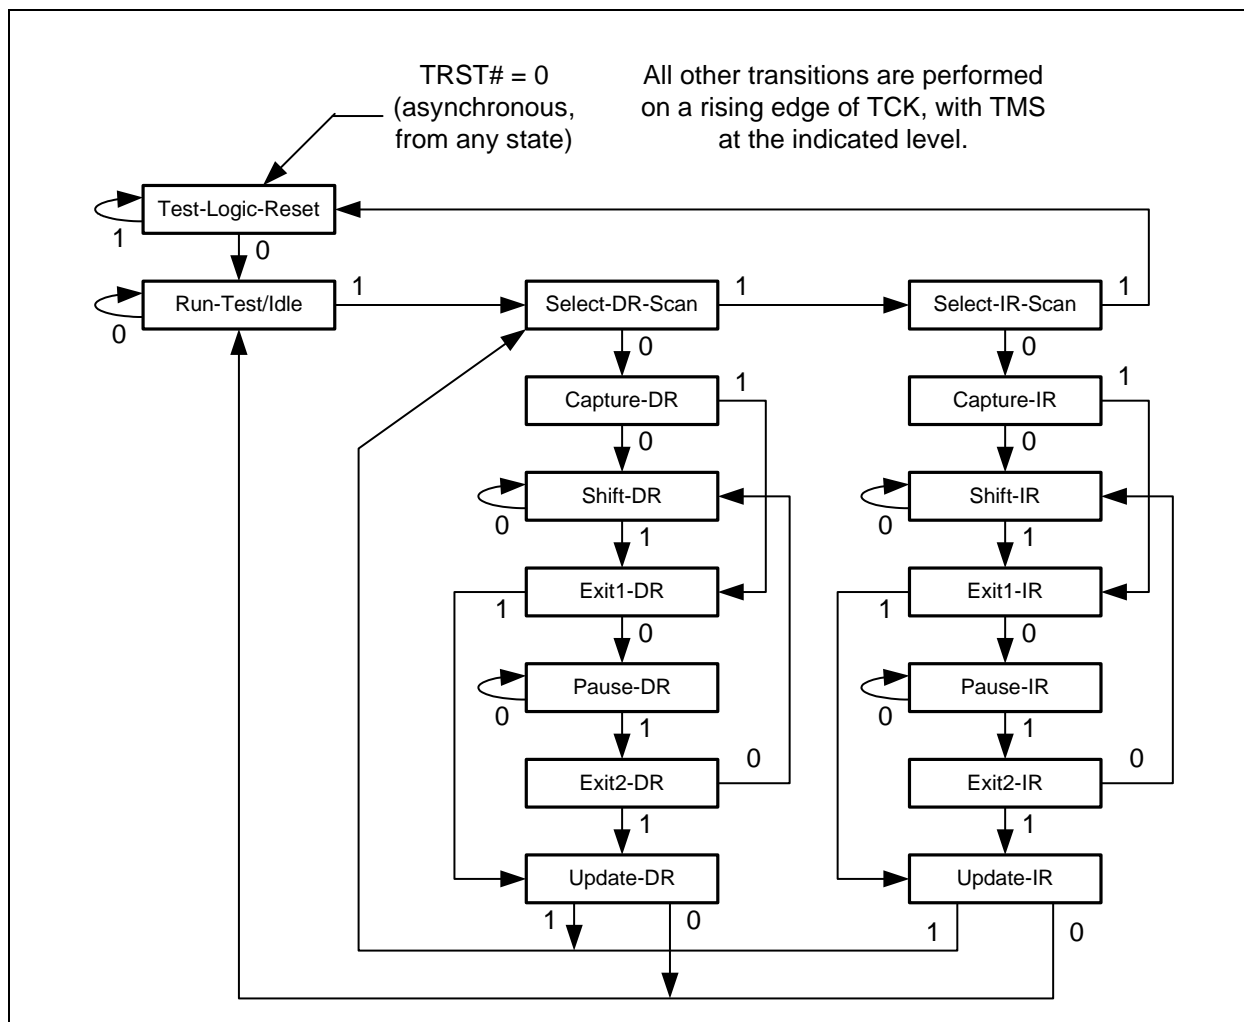 TRST# = 0
(asynchronous,
from any state)
All other transitions are performed
on a rising edge of TCK, with TMS
at the indicated level.
Test-Logic-Reset
1
0
Run-Test/Idle
1
Select-DR-Scan
1
Select-IR-Scan
1
0
0
0
Capture-DR
1
Capture-IR
1
0
0
Shift-DR
Shift-IR
0
1
0
1
Exit1-DR
Exit1-IR
1
0
1
0
Pause-DR
Pause-IR
0
1
0
1
Exit2-DR
0
Exit2-IR
0
1
1
Update-DR
Update-IR
1
0
1
0